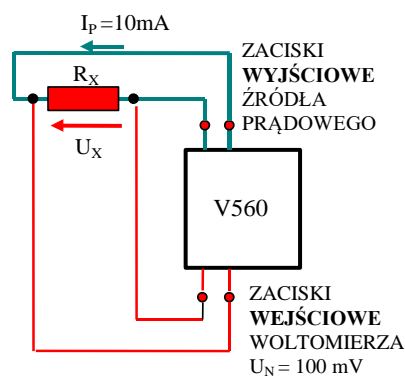 I_P=10mA
R_X
U_X
ZACISKI
WYJŚCIOWE
ŹRÓDŁA
PRĄDOWEGO
V560
ZACISKI
WEJŚCIOWE
WOLTOMIERZA
U_N = 100 mV